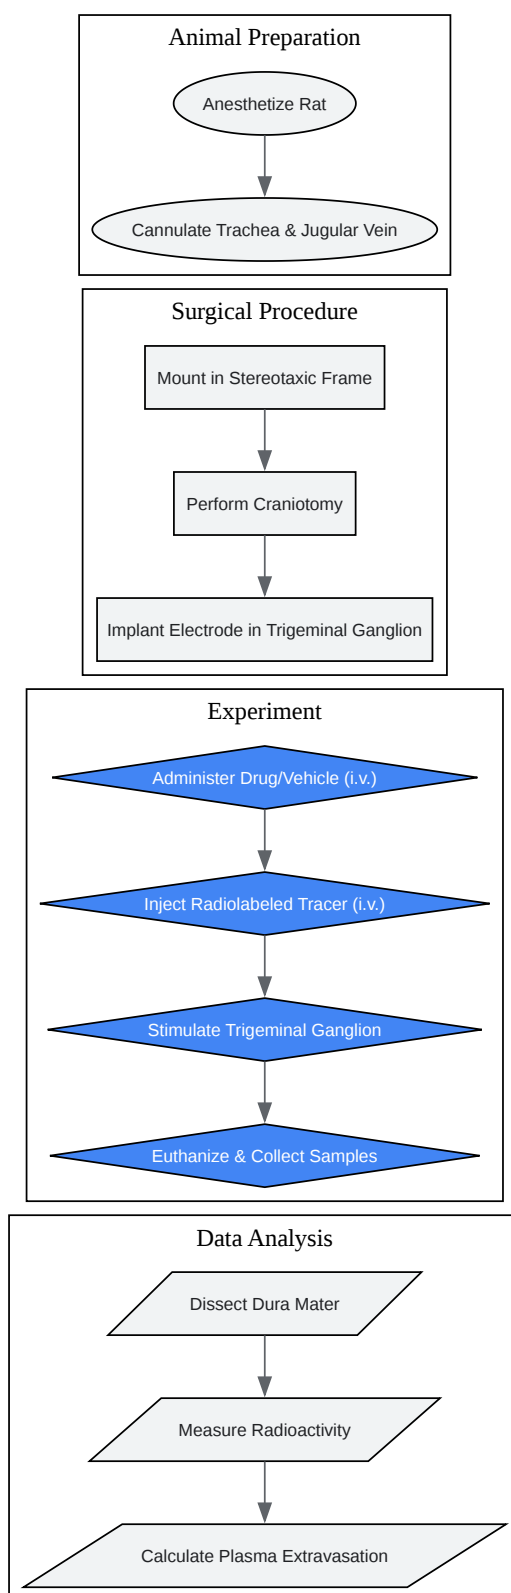 Animal Preparation
Anesthetize Rat
Cannulate Trachea & Jugular Vein
Surgical Procedure
Mount in Stereotaxic Frame
Perform Craniotomy
Implant Electrode in Trigeminal Ganglion
Experiment
Administer Drug/Vehicle (i.v.)
Inject Radiolabeled Tracer (i.v.)
Stimulate Trigeminal Ganglion
Euthanize & Collect Samples
Data Analysis
Dissect Dura Mater
Measure Radioactivity
Calculate Plasma Extravasation